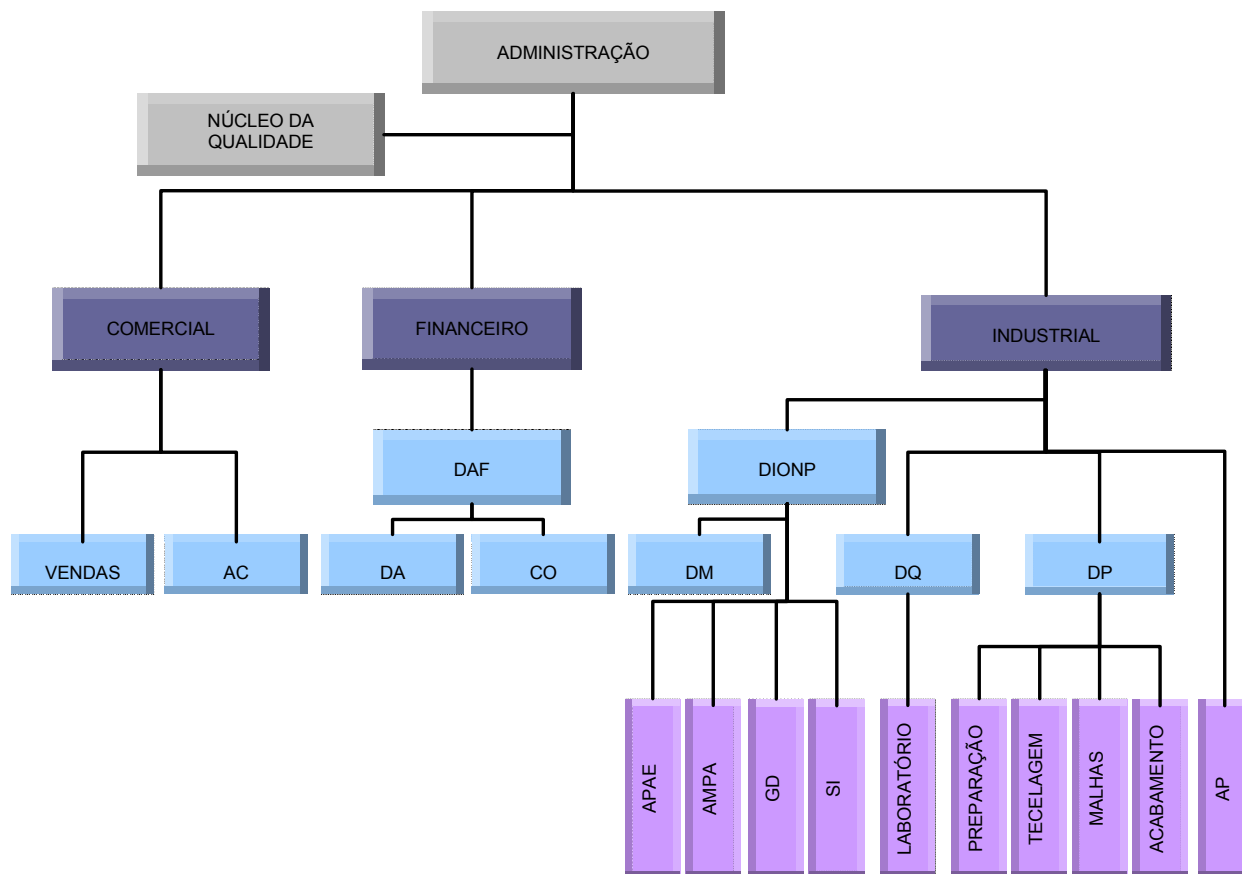 ADMINISTRAÇÃO
NÚCLEO DA
QUALIDADE
COMERCIAL
FINANCEIRO
INDUSTRIAL
DAF
DIONP
VENDAS
AC
DA
CO
DM
DQ
DP
APAE
AMPA
GD
SI
LABORATÓRIO
PREPARAÇÃO
TECELAGEM
MALHAS
ACABAMENTO
AP